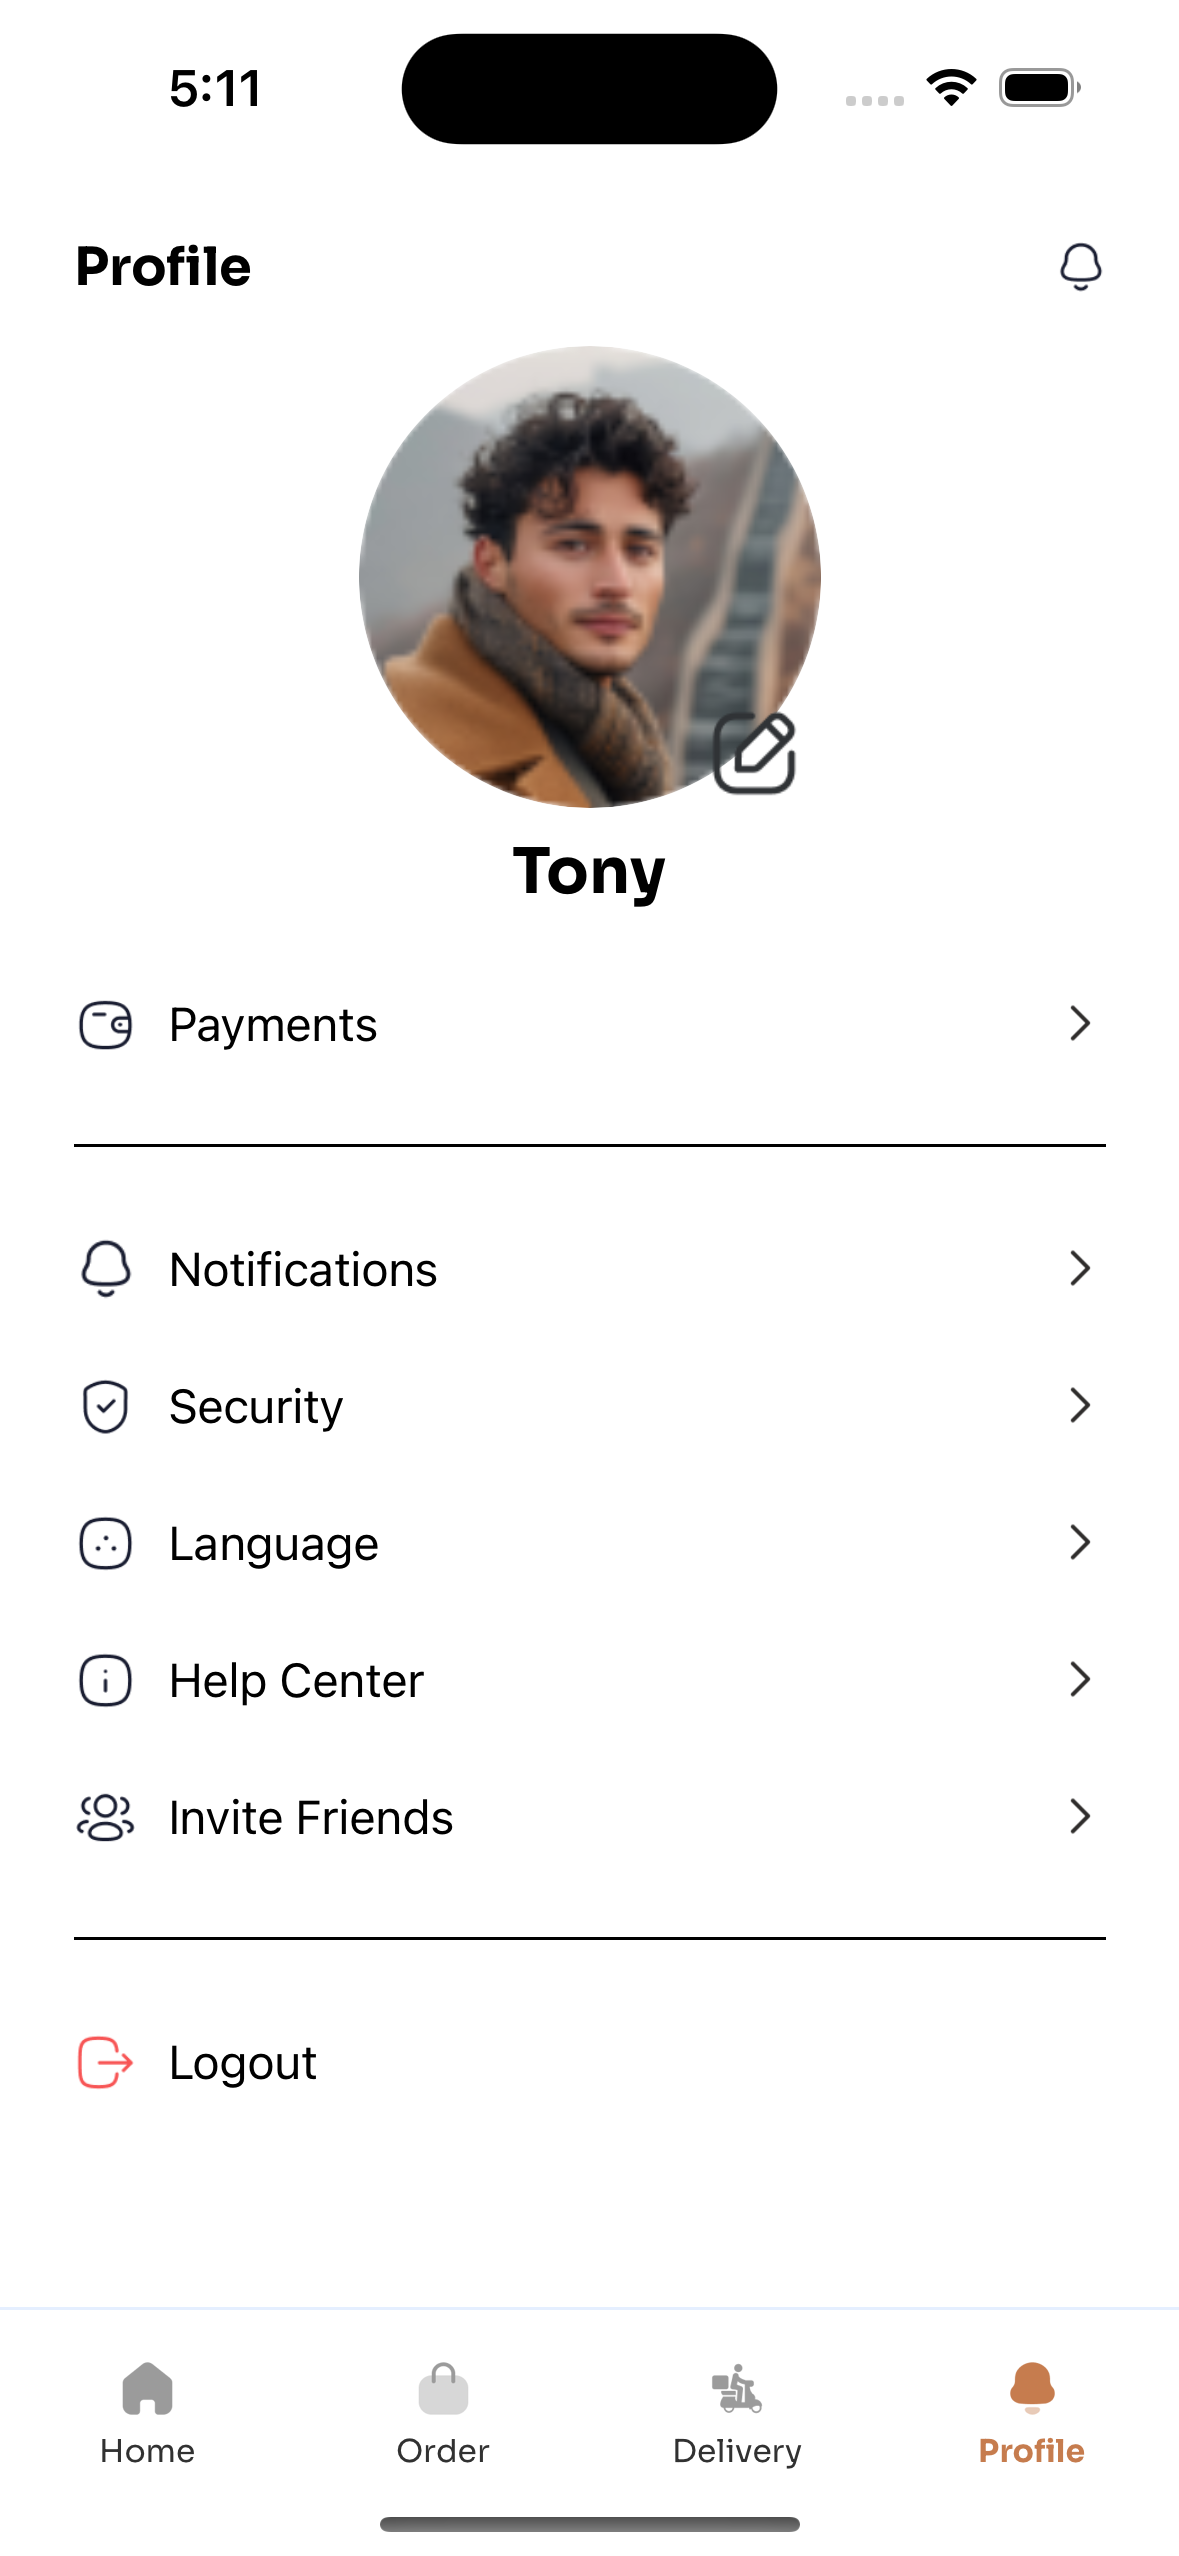 5:11
Profile
Tony
Payments
Notifications
Security
Language
Help Center
Invite Friends
Logout
Home
Order
Delivery
Profile